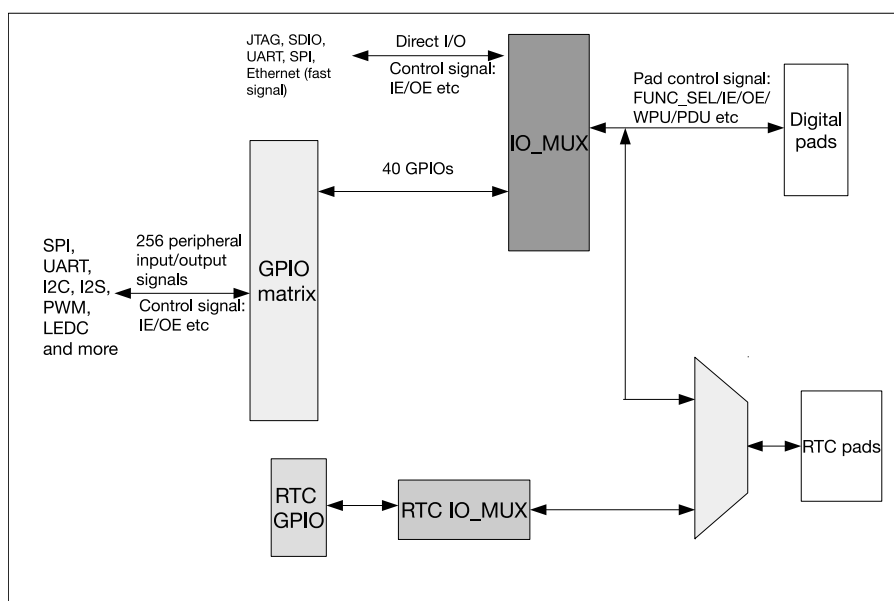 JTAG, SDIO,
UART, SPI,
Ethernet (fast
signal)
Direct I/O
Control signal:
IE/OE etc
IO_MUX
Pad control signal:
FUNC_SEL/IE/OE/
WPU/PDU etc
Digital
pads
40 GPIOs
SPI,
UART,
I2C, I2S,
PWM,
LEDC
and more
256 peripheral
input/output
signals
Control signal:
IE/OE etc
GPIO
matrix
RTC pads
RTC
GPIO
RTC IO_MUX